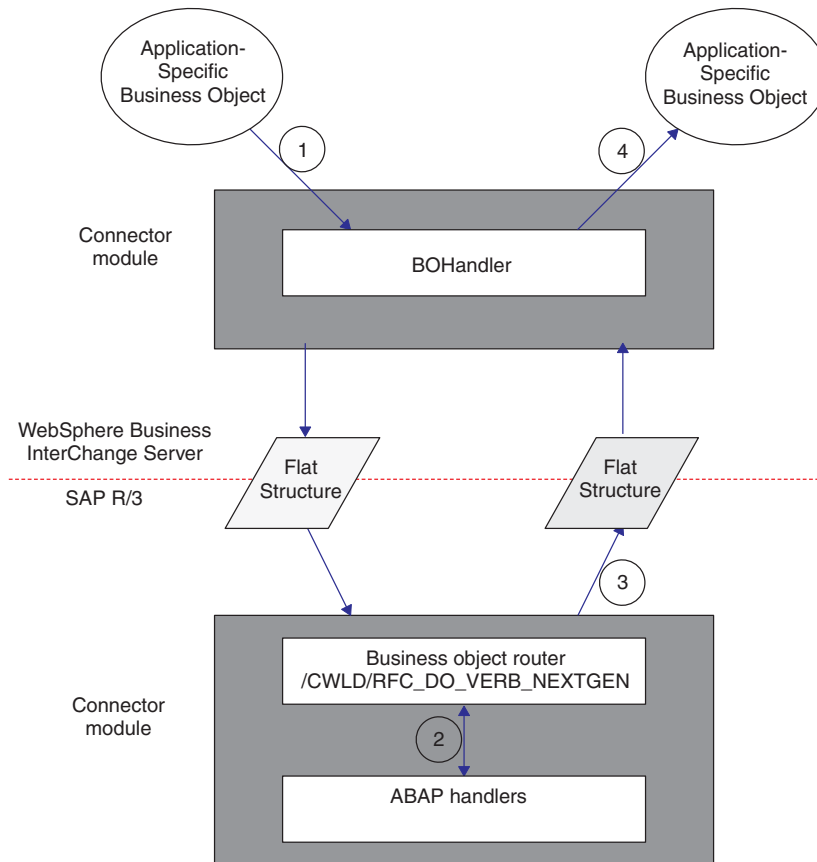 Application-
Specific
Business Object
Application-
Specific
Business Object
1
4
Connector
module
BOHandler
WebSphere Business
InterChange Server
Flat
Structure
Flat
Structure
SAP R/3
3
Business object router
/CWLD/RFC_DO_VERB_NEXTGEN
Connector
module
2
ABAP handlers